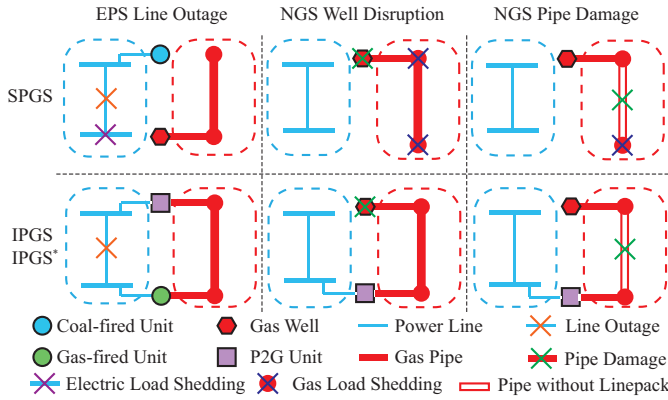 EPS Line Outage NGS Well Disruption NGS Pipe Damage
SPGS
IPGS
IPGS*
Coal-fired Unit Gas Well Power Line Line Outage
Gas-fired Unit P2G Unit Gas Pipe Pipe Damage
Electric Load Shedding Gas Load Shedding Pipe without Linepack